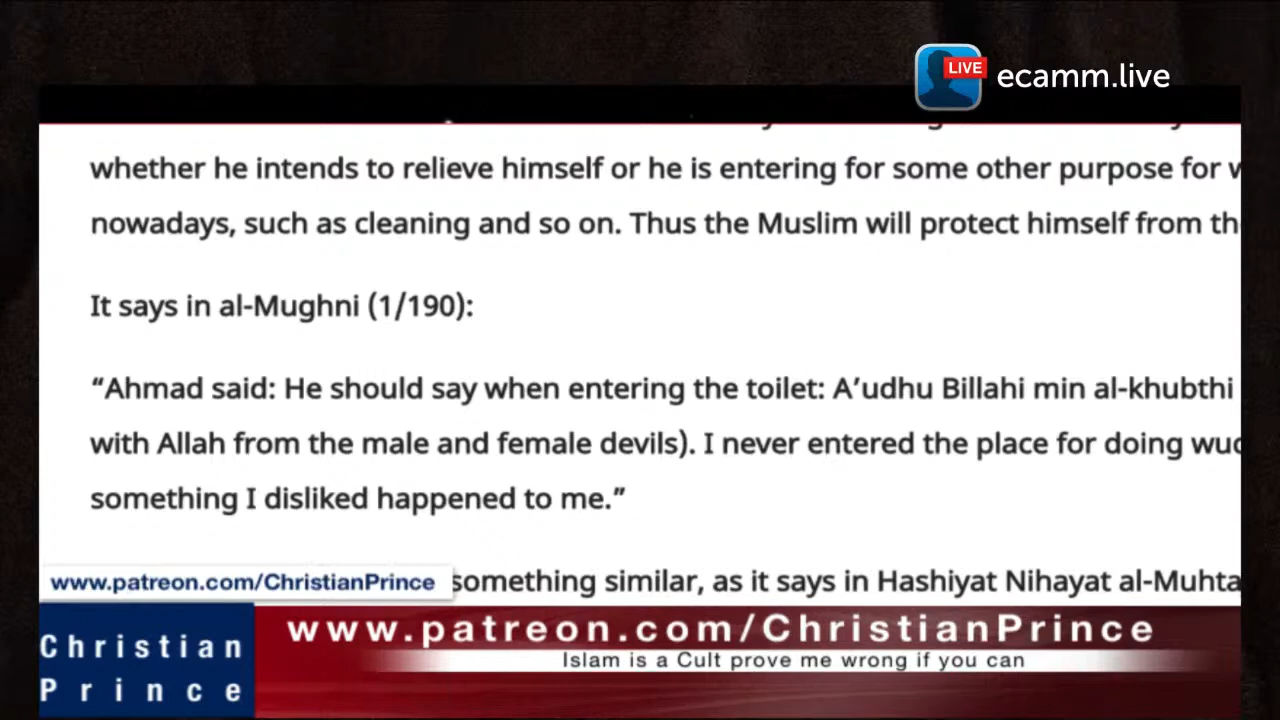 LIVE
ecamm.live
whether he intends to relieve himself or he is entering for some other purpose for
nowadays, such as cleaning and so on. Thus the Muslim will protect himself from
It says in al-Mughni (1/190):
“Ahmad said: He should say when entering the toilet: A’udhu Billahi min al-khubthi
with Allah from the male and female devils). I never entered the place for doing
something I disliked happened to me.”
www.patreon.com/ChristianPrince something similar, as it says in Hashiyat Nihayat
www.patreon.com/ChristianPrince
Islam is a Cult prove me wrong if you can
Christian
Prince